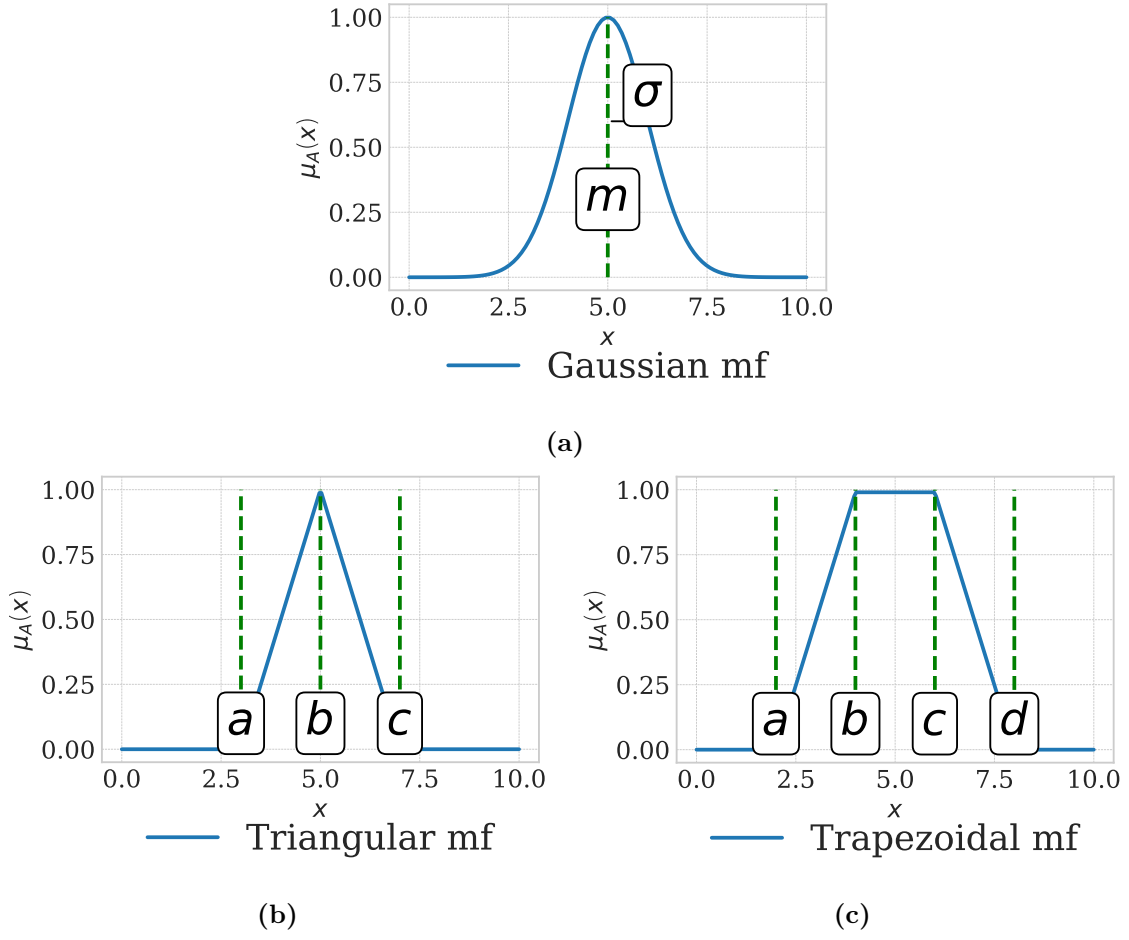 1.00
0.75
0.50
0.25
0.00
μ_A(x)
σ
m
0.0 2.5 5.0 7.5 10.0
x
Gaussian mf
(a)
1.00
0.75
0.50
0.25
0.00
μ_A(x)
a b c
0.0 2.5 5.0 7.5 10.0
x
Triangular mf
(b)
1.00
0.75
0.50
0.25
0.00
μ_A(x)
a b c d
0.0 2.5 5.0 7.5 10.0
x
Trapezoidal mf
(c)